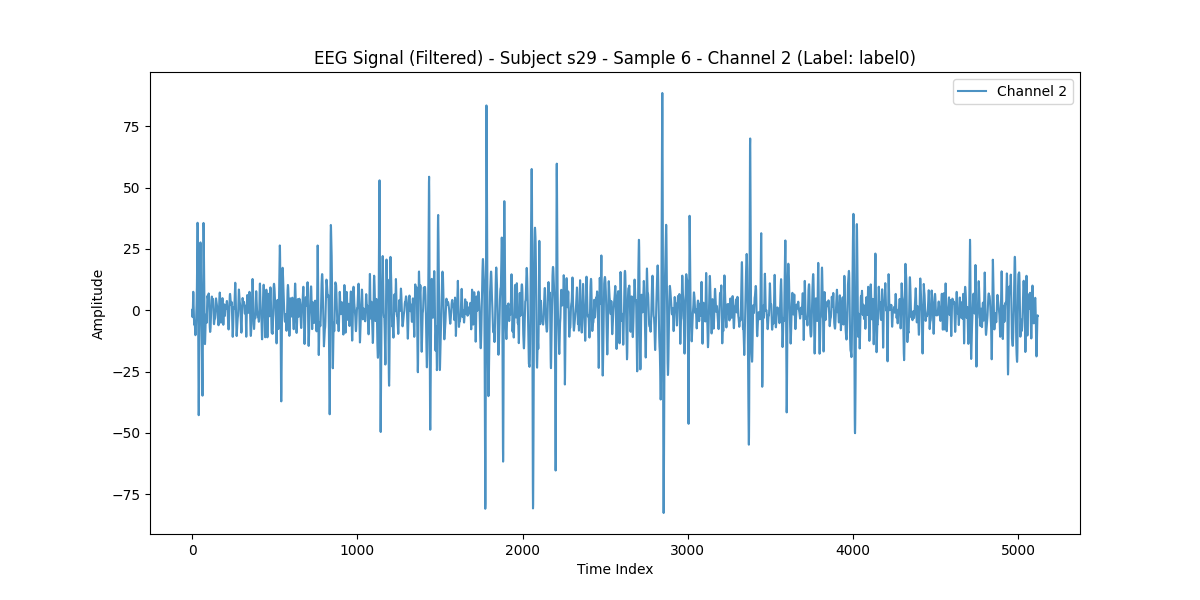 EEG Signal (Filtered) - Subject s29 - Sample 6 - Channel 2 (Label: label0)
Channel 2
75
50
25
0
−25
−50
−75
Amplitude
0 1000 2000 3000 4000 5000
Time Index